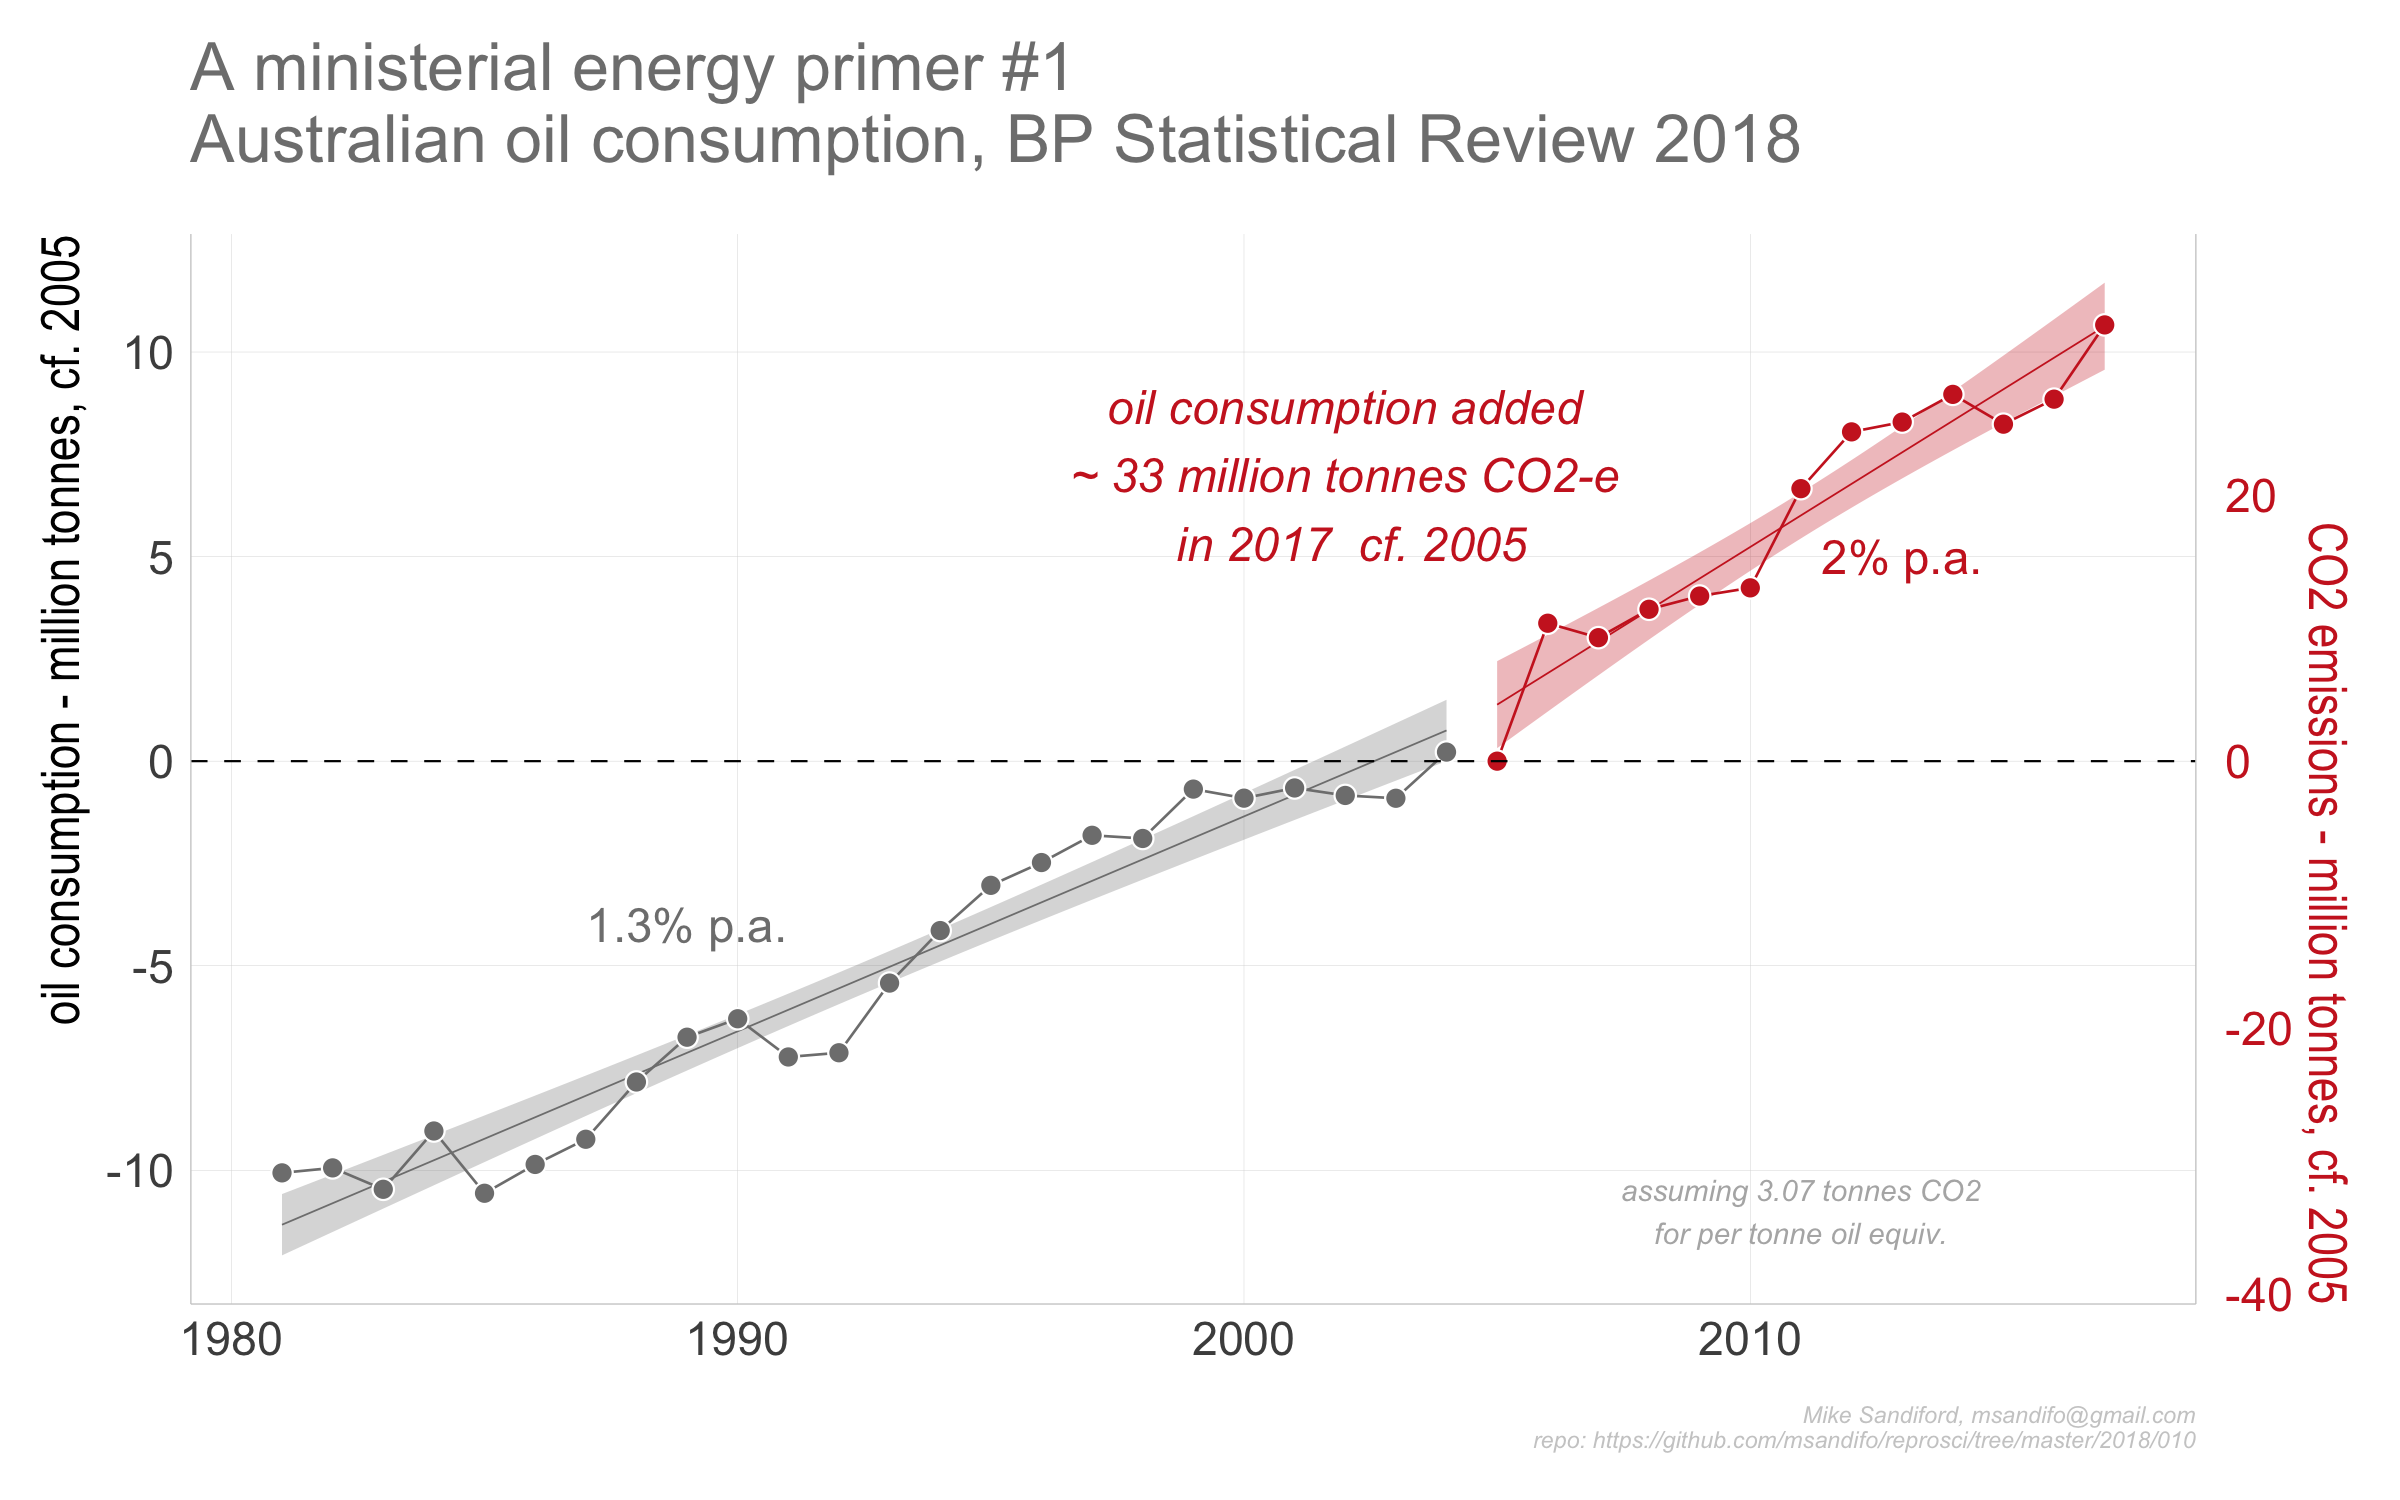 A ministerial energy primer #1
Australian oil consumption, BP Statistical Review 2018
oil consumption - million tonnes, cf. 2005
10
5
0
-5
-10
oil consumption added
~ 33 million tonnes CO2-e
in 2017 cf. 2005
2% p.a.
1.3% p.a.
assuming 3.07 tonnes CO2
for per tonne oil equiv.
20
0
-20
-40
CO2 emissions - million tonnes, cf. 2005
1980
1990
2000
2010
Mike Sandiford, msandifo@gmail.com
repo: https://github.com/msandifo/reprosci/tree/master/2018/010